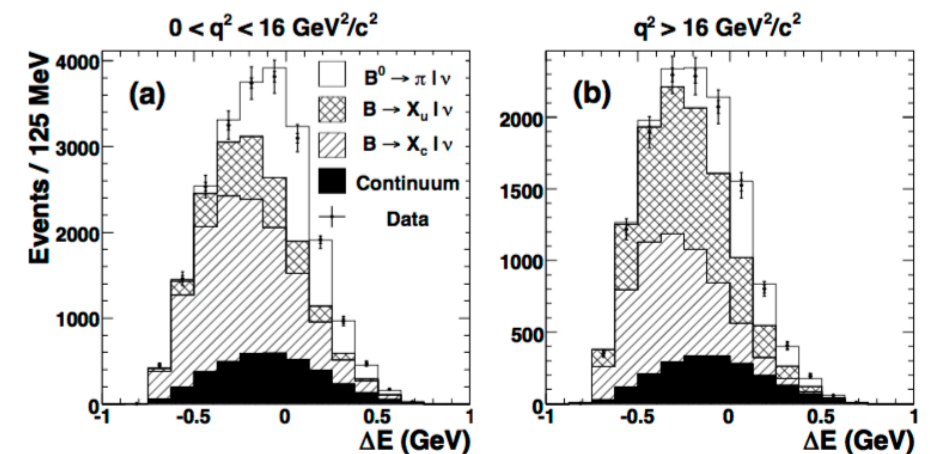 0 < q² < 16 GeV²/c²
q² > 16 GeV²/c²
Events / 125 MeV
4000
3000
2000
1000
0
(a)
B⁰ → π l ν
B → Xᵤ l ν
B → X꜀ l ν
Continuum
Data
-1
-0.5
0
0.5
1
ΔE (GeV)
(b)
2000
1500
1000
500
0
-1
-0.5
0
0.5
1
ΔE (GeV)